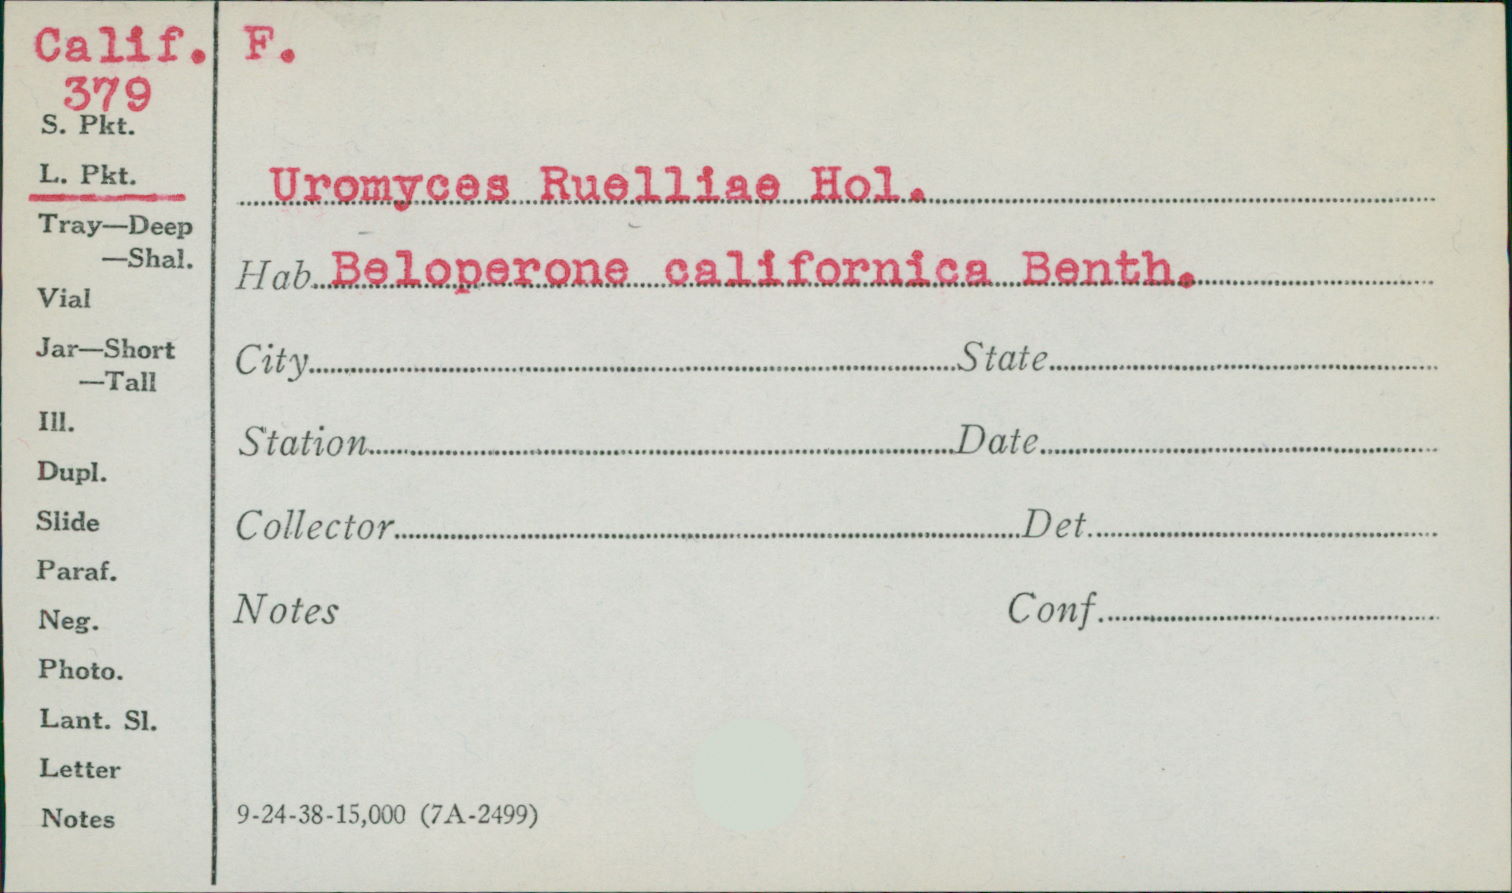 Calif. F.
379
S. Pkt.
L. Pkt.
Uromyces Ruelliae Hol.
Tray—Deep
—Shal.
Hab. Beloperone californica Benth.
Vial
Jar—Short
—Tall
City State
Ill.
Station Date
Dupl.
Slide
Collector Det.
Paraf.
Neg.
Notes Conf.
Photo.
Lant. Sl.
Letter
Notes
9-24-38-15,000 (7A-2499)